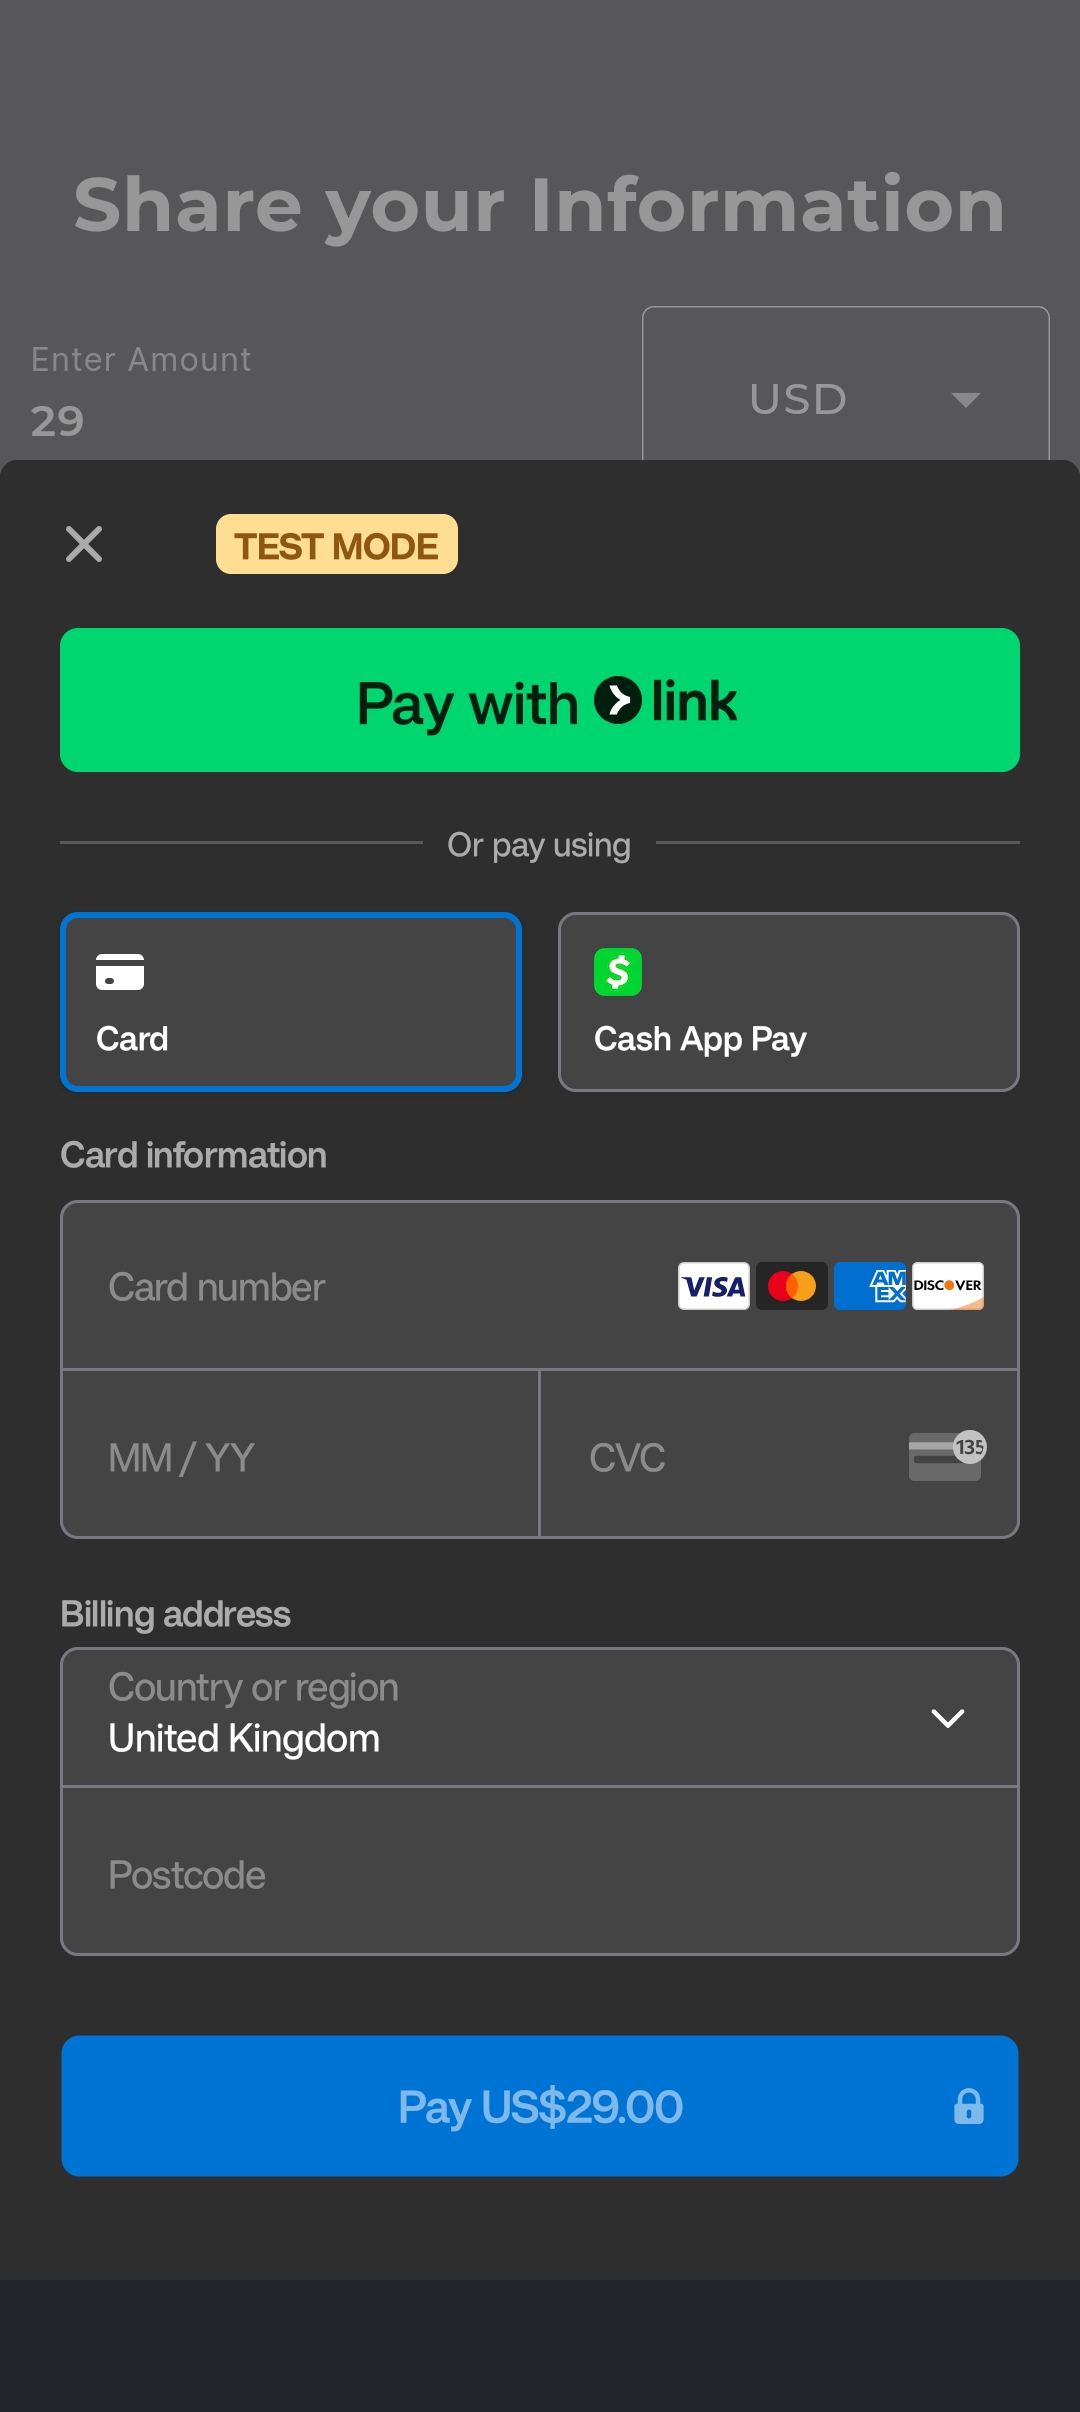 Share your Information
Enter Amount
29
USD
TEST MODE
Pay with link
Or pay using
Card
Cash App Pay
Card information
Card number
VISA
AM
EX
DISCOVER
MM / YY
CVC
135
Billing address
Country or region
United Kingdom
Postcode
Pay US$29.00